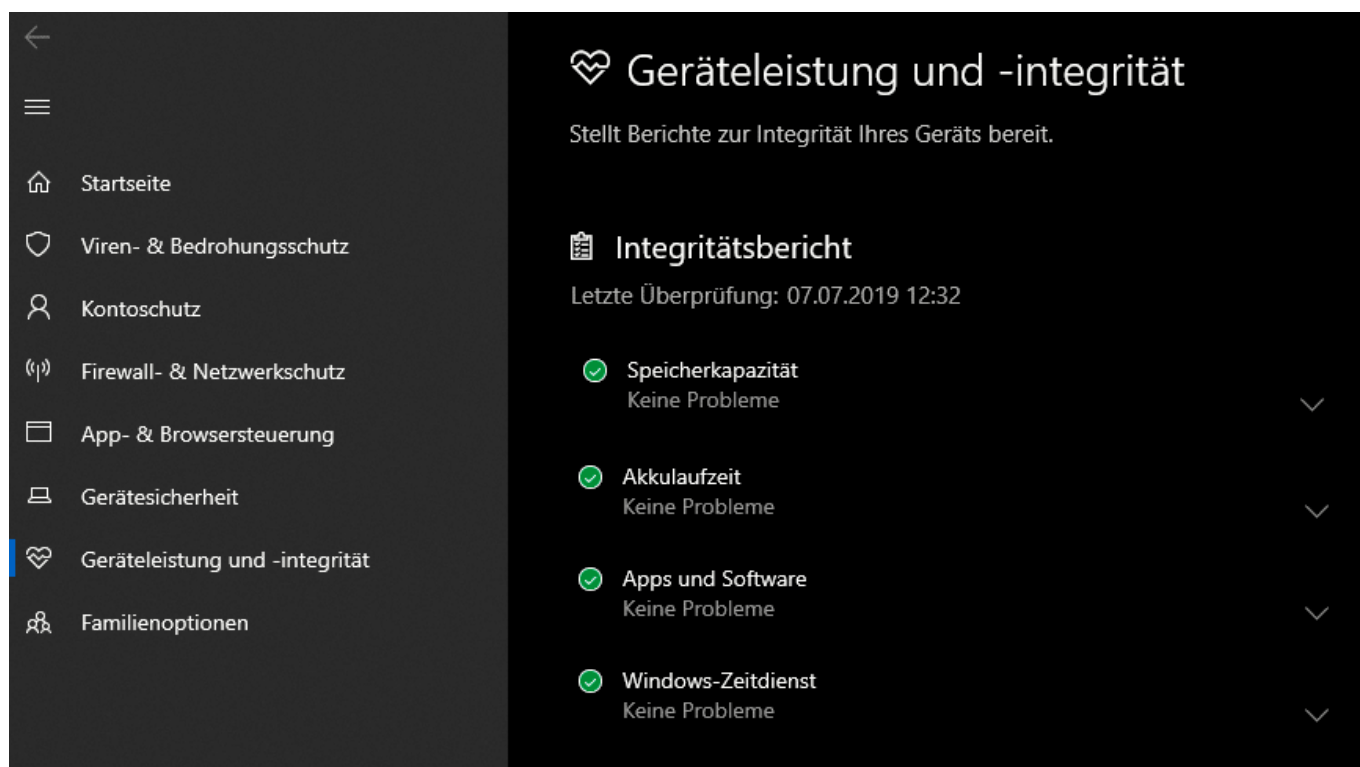 Startseite
Viren- & Bedrohungsschutz
Kontoschutz
Firewall- & Netzwerkschutz
App- & Browsersteuerung
Gerätesicherheit
Geräteleistung und -integrität
Familienoptionen
Geräteleistung und -integrität
Stellt Berichte zur Integrität Ihres Geräts bereit.
Integritätsbericht
Letzte Überprüfung: 07.07.2019 12:32
Speicherkapazität
Keine Probleme
Akkulaufzeit
Keine Probleme
Apps und Software
Keine Probleme
Windows-Zeitdienst
Keine Probleme